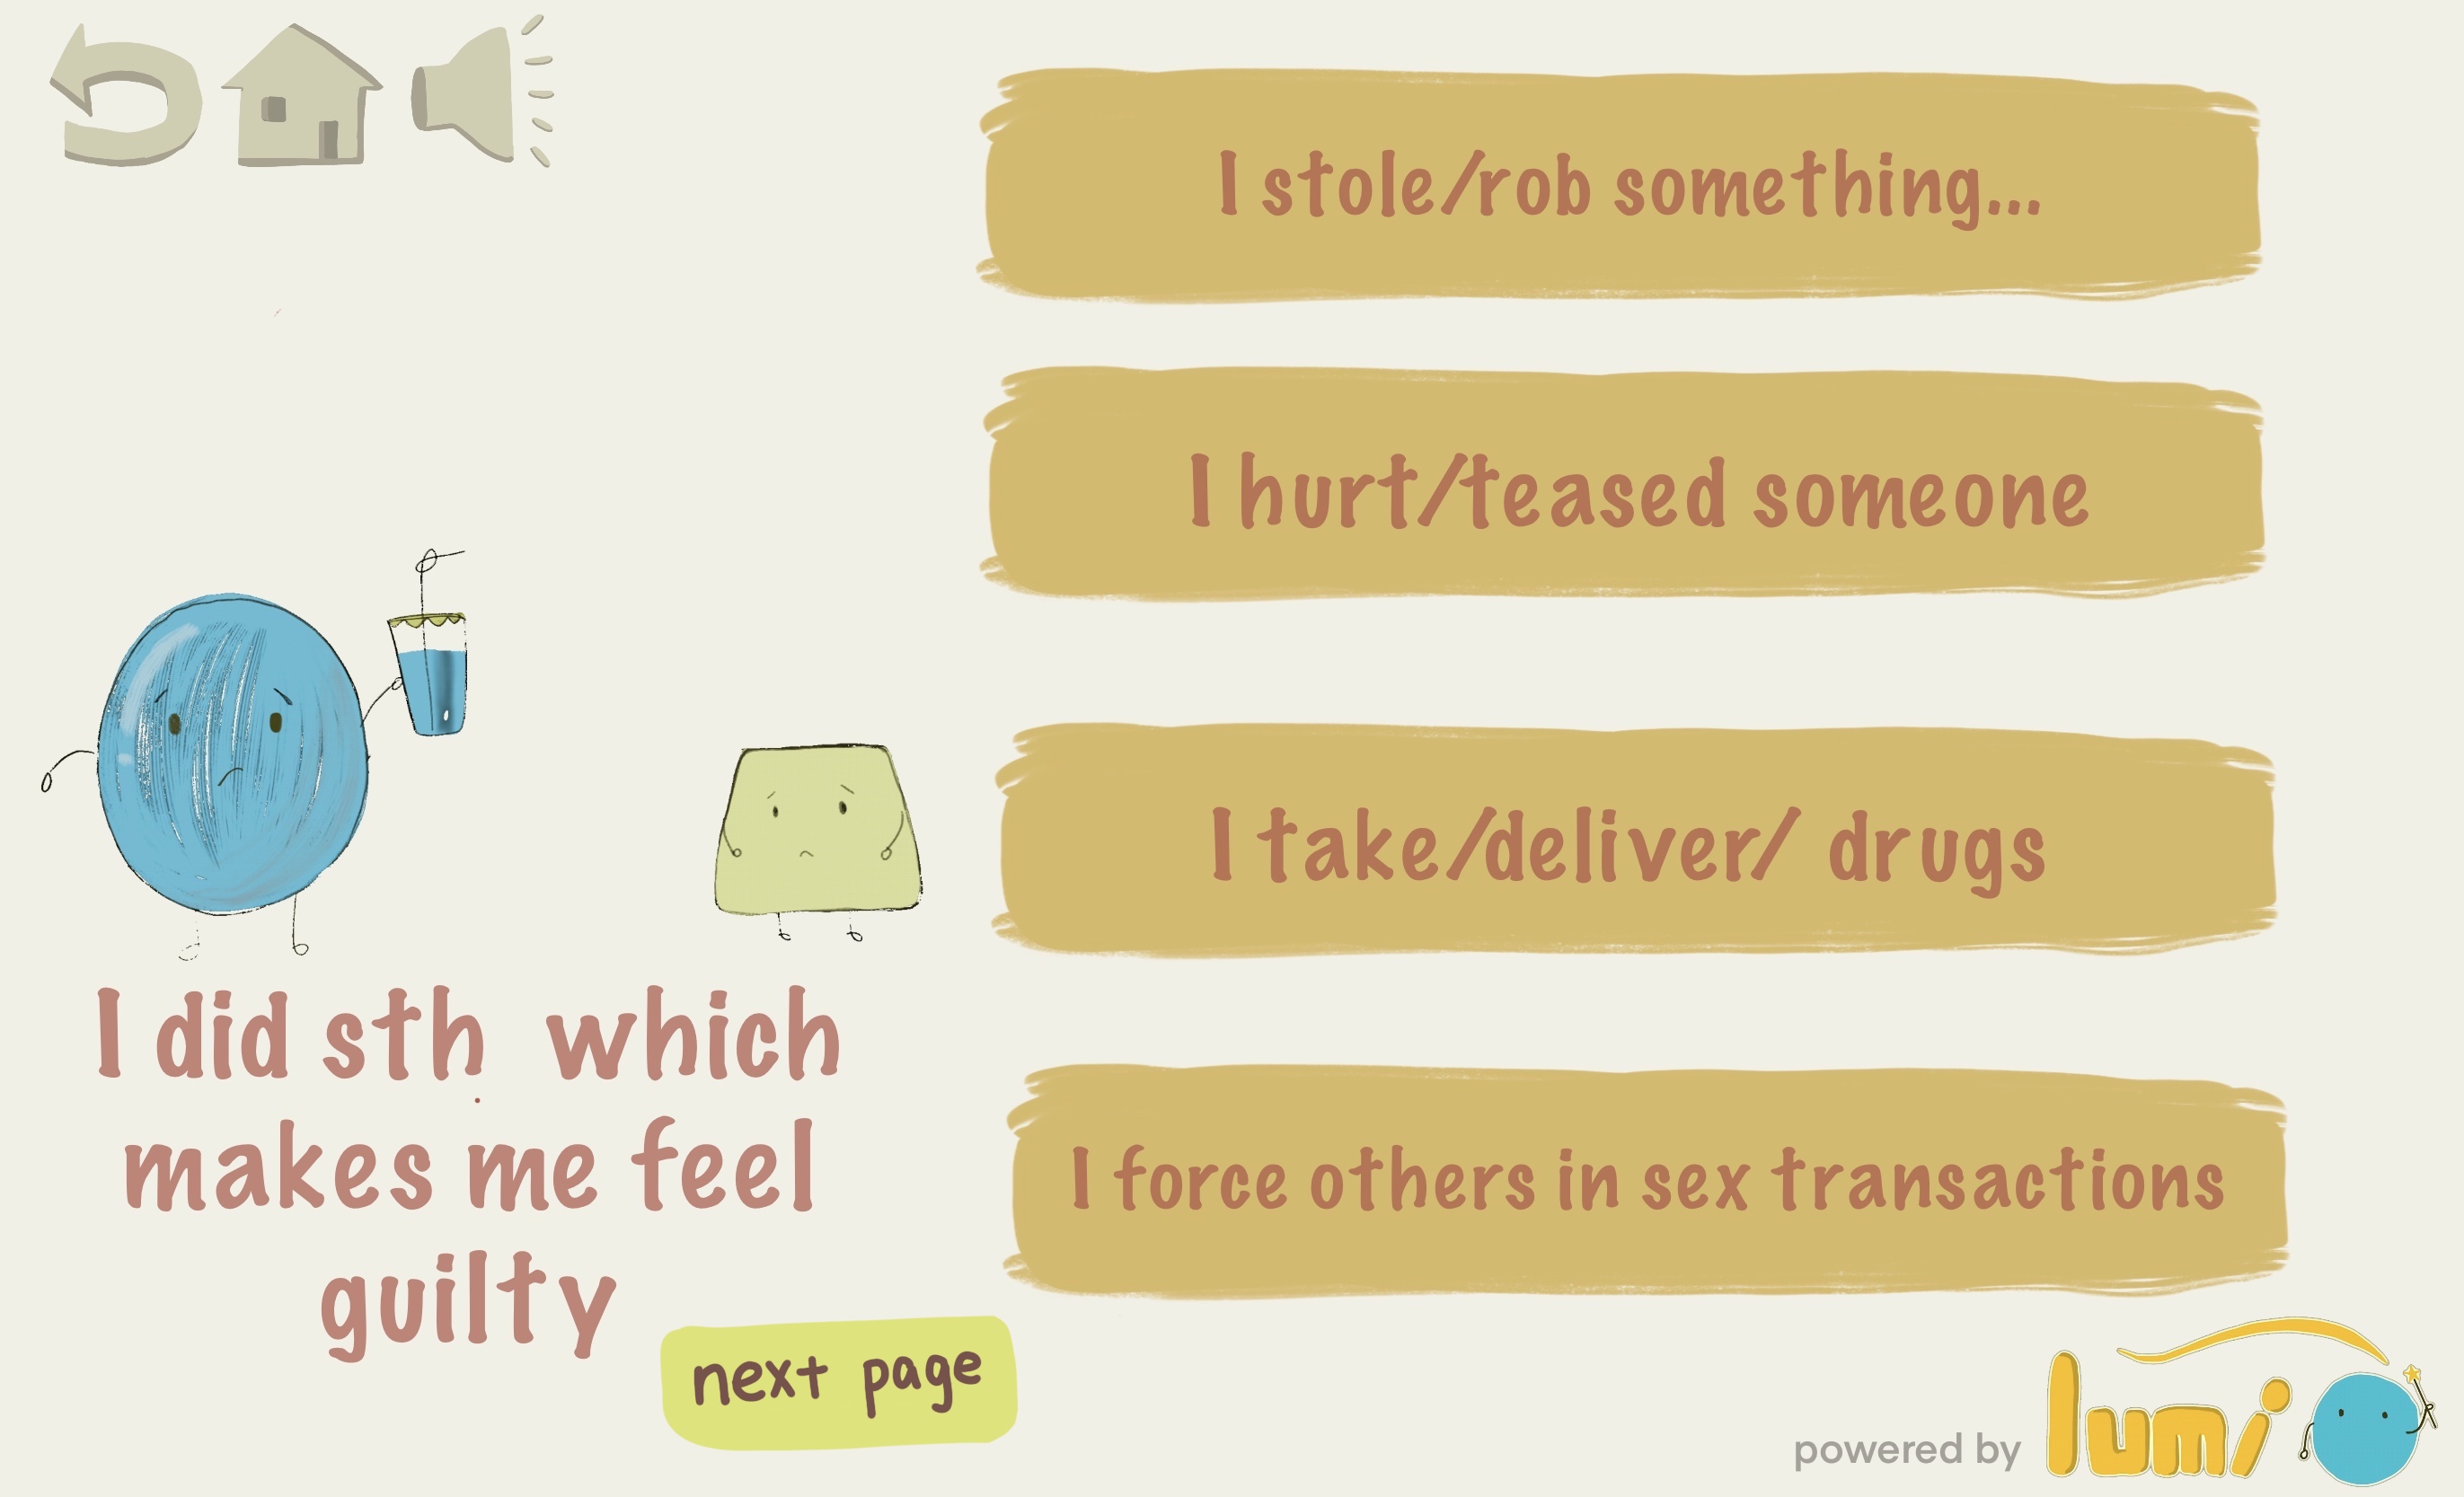 I stole/rob something...
I hurt/teased someone
I take/deliver/ drugs
I force others in sex transactions
I did sth which
makes me feel
guilty
next page
powered by lumi